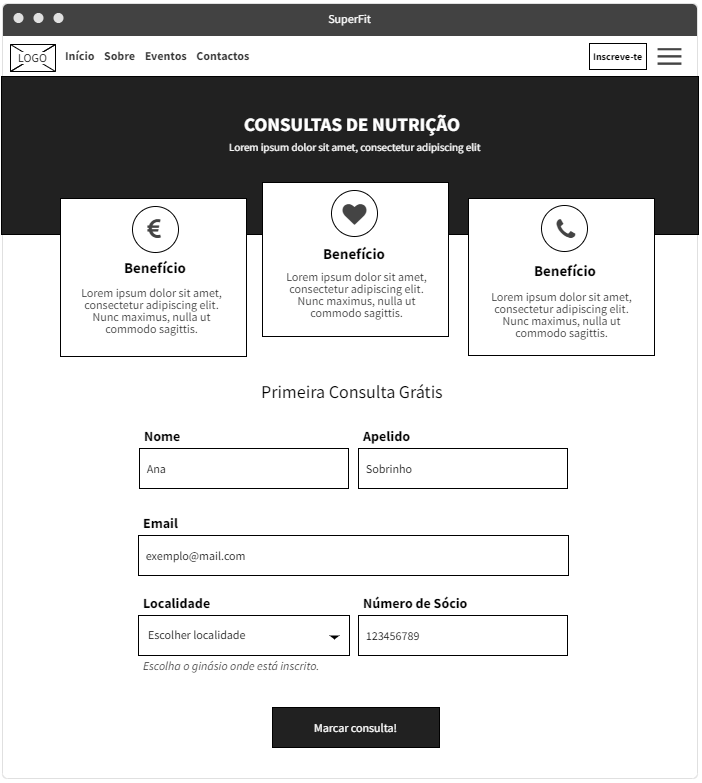 SuperFit
LOGO Início Sobre Eventos Contactos Inscreve-te
CONSULTAS DE NUTRIÇÃO
Lorem ipsum dolor sit amet, consectetur adipiscing elit
Benefício
Lorem ipsum dolor sit amet,
consectetur adipiscing elit.
Nunc maximus, nulla ut
commodo sagittis.
Benefício
Lorem ipsum dolor sit amet,
consectetur adipiscing elit.
Nunc maximus, nulla ut
commodo sagittis.
Benefício
Lorem ipsum dolor sit amet,
consectetur adipiscing elit.
Nunc maximus, nulla ut
commodo sagittis.
Primeira Consulta Grátis
Nome Apelido
Ana Sobrinho
Email
exemplo@mail.com
Localidade Número de Sócio
Escolher localidade 123456789
Escolha o ginásio onde está inscrito.
Marcar consulta!